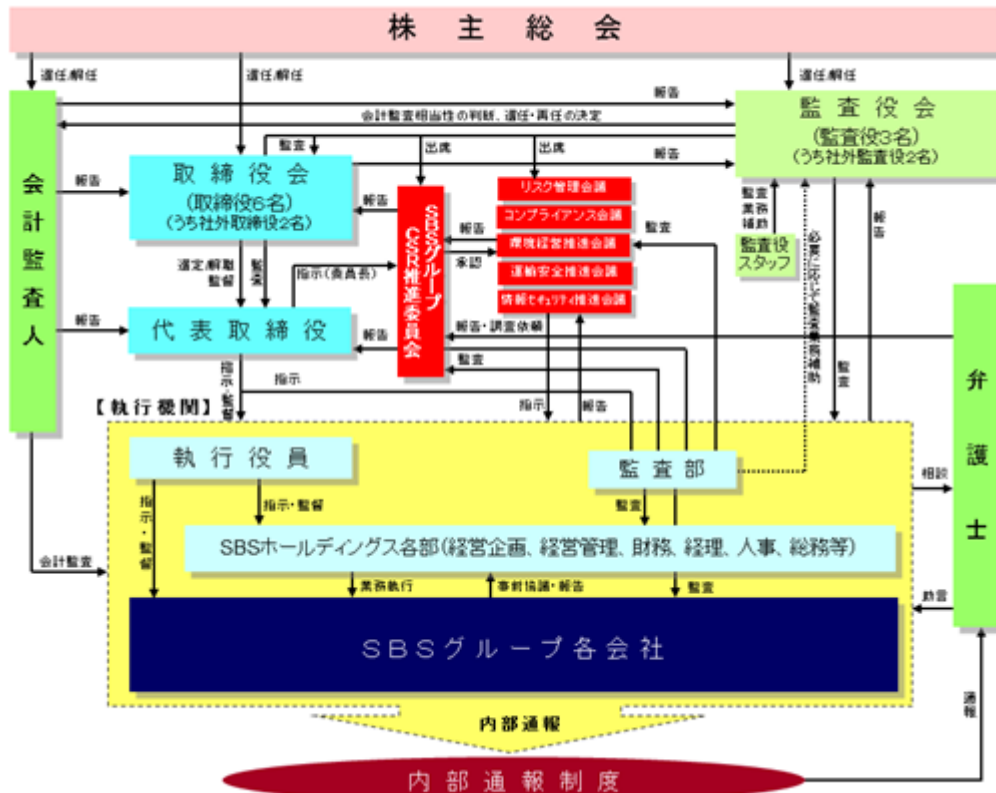 株主総会
選任/解任
選任/解任
選任/解任
報告
会計監査相当性の判断、選任・再任の決定
監査役会
(監査役3名)
(うち社外監査役2名)
監査
出席
出席
報告
取締役会
(取締役6名)
(うち社外取締役2名)
報告
報告
SBSグループ
CSR推進委員会
リスク管理会議
コンプライアンス会議
環境経営推進会議
運輸安全推進会議
情報セキュリティ推進会議
報告
承認
監査
監査業務補助
監査役
スタッフ
報告
会計監査人
選定/解職
監督
指示(委員長)
必要に応じて監査業務補助
代表取締役
報告
報告
報告・調査依頼
監査
監査
弁護士
指示・監督
指示
指示
報告
【執行機関】
執行役員
監査部
相談
指示・監督
指示・監督
監査
SBSホールディングス各部(経営企画、経営管理、財務、経理、人事、総務等)
会計監査
業務執行
事前協議・報告
監査
助言
SBSグループ各会社
内部通報
通報
内部通報制度